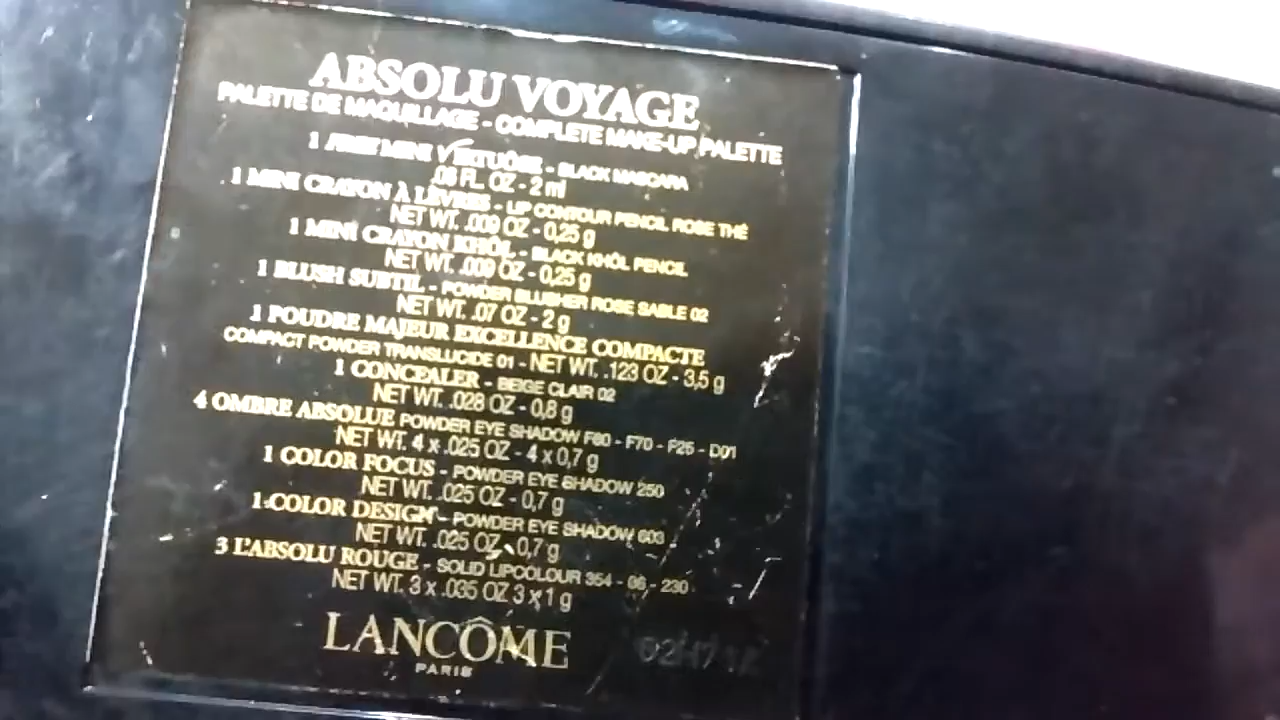 ABSOLU VOYAGE
PALETTE DE MAQUILLAGE - COMPLETE MAKE-UP PALETTE
1 MINI VIRTUÔSE - BLACK MASCARA
.06 FL. OZ - 2 ml
1 MINI CRAYON À LÈVRES - LIP CONTOUR PENCIL ROSE THÉ
NET WT. .009 OZ - 0,25 g
1 MINI CRAYON KHÔL - BLACK KHÔL PENCIL
NET WT. .009 OZ - 0,25 g
1 BLUSH SUBTIL - POWDER BLUSHER ROSE SABLE 02
NET WT. .07 OZ - 2 g
1 POUDRE MAJEUR EXCELLENCE COMPACTE
COMPACT POWDER TRANSLUCIDE 01 - NET WT. .123 OZ - 3,5 g
1 CONCEALER - BEIGE CLAIR 02
NET WT. .028 OZ - 0,8 g
4 OMBRE ABSOLUE POWDER EYE SHADOW F80 - F70 - F25 - D01
NET WT. 4 x .025 OZ - 4 x 0,7 g
1 COLOR FOCUS - POWDER EYE SHADOW 250
NET WT. .025 OZ - 0,7 g
1 COLOR DESIGN - POWDER EYE SHADOW 603
NET WT. .025 OZ - 0,7 g
3 L'ABSOLU ROUGE - SOLID LIPCOLOUR 354 - 06 - 230
NET WT. 3 x .035 OZ 3 x 1 g
LANCÔME
PARIS